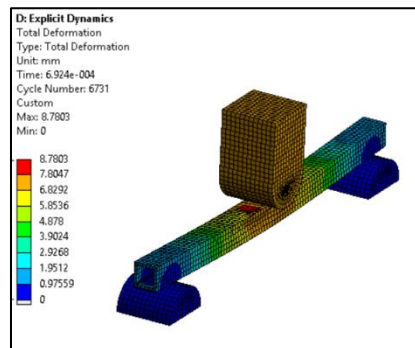 D: Explicit Dynamics
Total Deformation
Type: Total Deformation
Unit: mm
Time: 6.924e-004
Cycle Number: 6731
Custom
Max: 8.7803
Min: 0
8.7803
7.8047
6.8292
5.8536
4.878
3.9024
2.9268
1.9512
0.97559
0